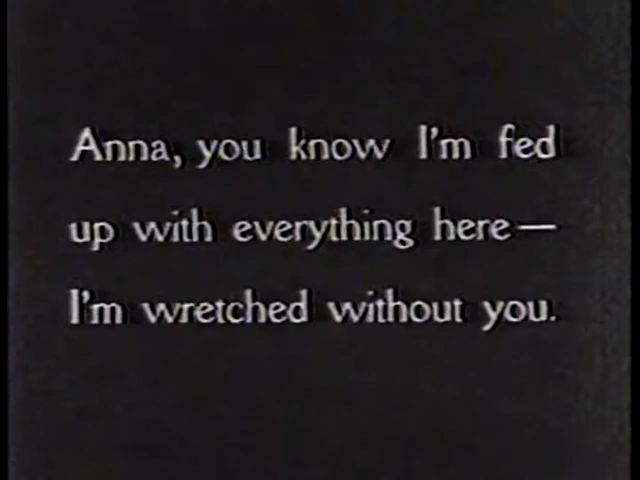 Anna, you know I'm fed
up with everything here—
I'm wretched without you.